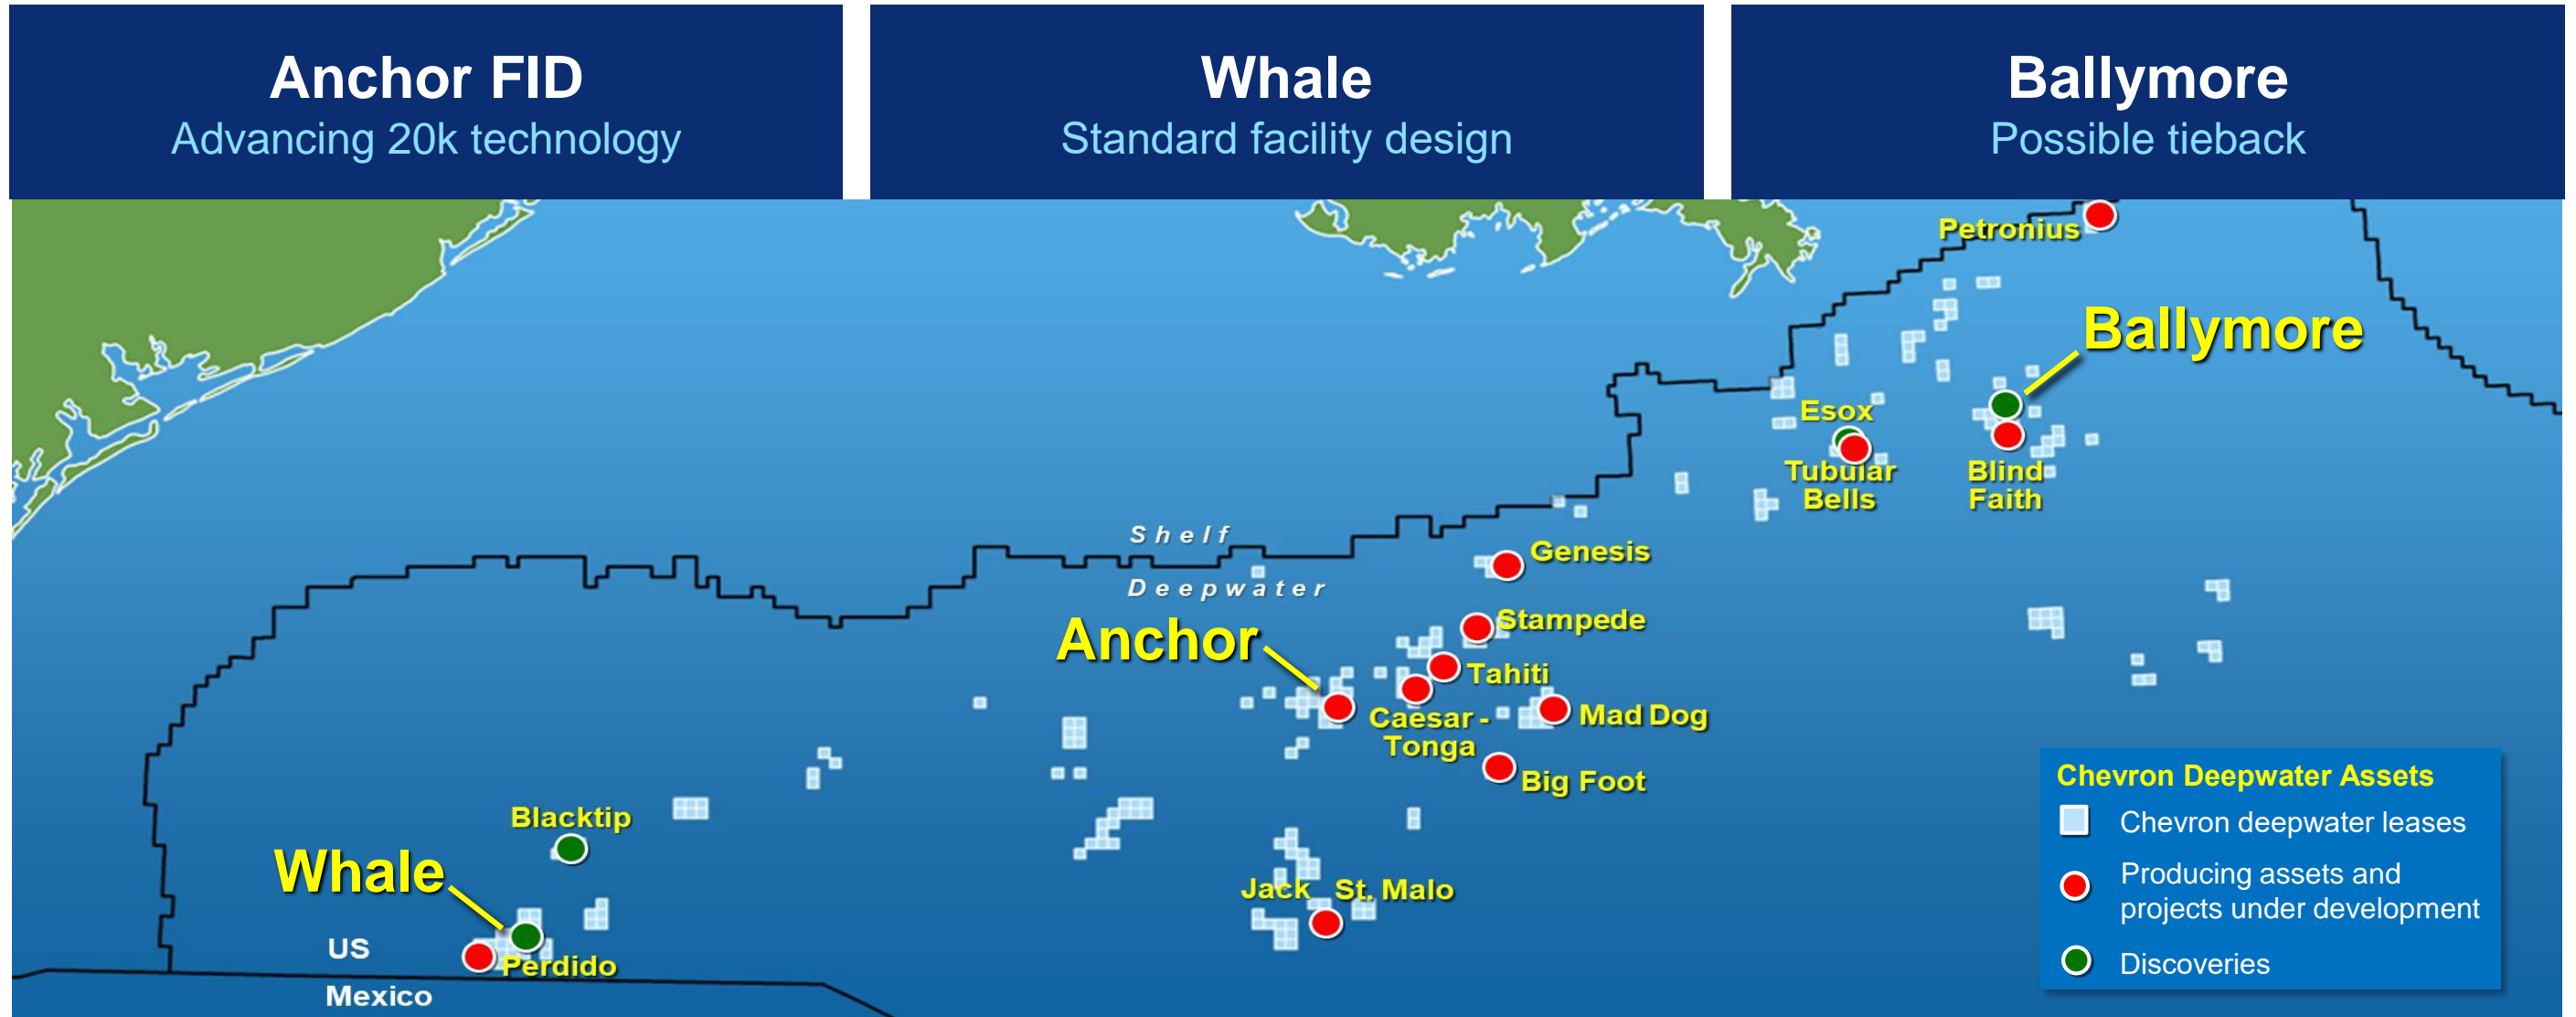 Anchor FID
Advancing 20k technology
Whale
Standard facility design
Ballymore
Possible tieback
Petronius
Ballymore
Esox
Tubular
Bells
Blind
Faith
Shelf
Deepwater
Genesis
Stampede
Anchor
Tahiti
Caesar -
Tonga
Mad Dog
Big Foot
Blacktip
Whale
Jack
St. Malo
US
Perdido
Mexico
Chevron Deepwater Assets
Chevron deepwater leases
Producing assets and
projects under development
Discoveries